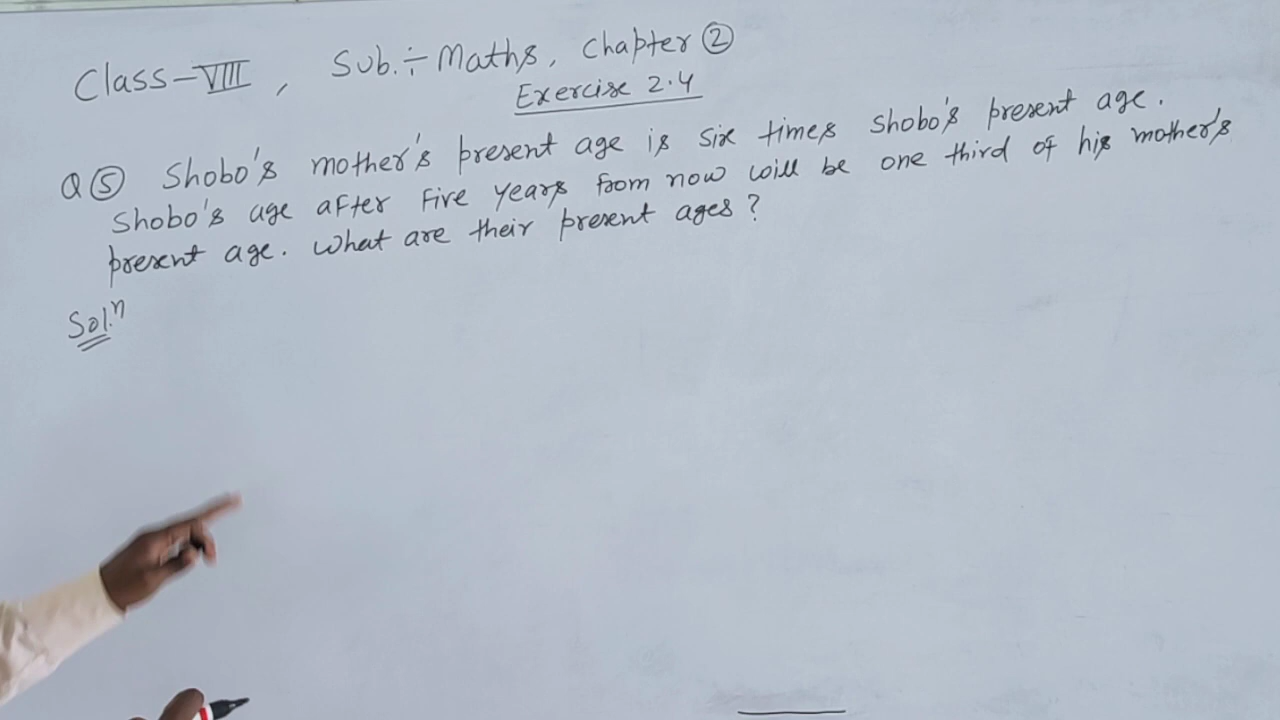 Class-VIII, Sub.÷Maths, Chapter ②
Exercise 2.4
Q⑤ Shobo's mother's present age is six times Shobo's present age.
Shobo's age after five years from now will be one third of his mother's
present age. What are their present ages?
Sol.ⁿ